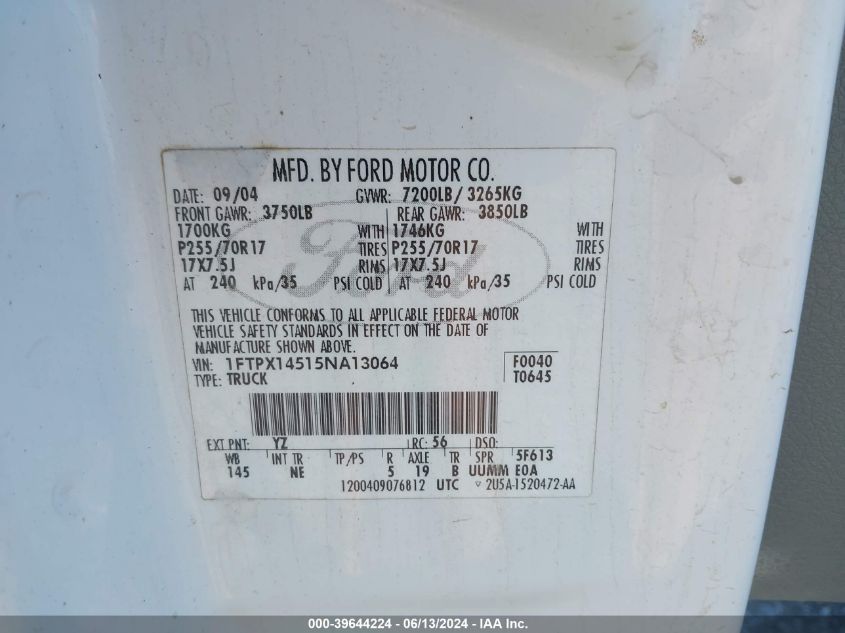 MFD. BY FORD MOTOR CO.
DATE: 09/04 GVWR: 7200LB/ 3265KG
FRONT GAWR: 3750LB REAR GAWR: 3850LB
1700KG WITH 1746KG WITH
P255/70R17 TIRES P255/70R17 TIRES
17X7.5J RIMS 17X7.5J RIMS
AT 240 kPa/35 PSI COLD AT 240 kPa/35 PSI COLD
Ford
THIS VEHICLE CONFORMS TO ALL APPLICABLE FEDERAL MOTOR
VEHICLE SAFETY STANDARDS IN EFFECT ON THE DATE OF
MANUFACTURE SHOWN ABOVE.
VIN: 1FTPX14515NA13064 F0040
TYPE: TRUCK T0645
EXT PNT: YZ RC: 56 DSO:
WB INT TR TP/PS R AXLE TR SPR 5F613
145 NE 5 19 B UUMM E0A
1200409076812 UTC ▽ 2U5A-1520472-AA
000-39644224 - 06/13/2024 - IAA Inc.